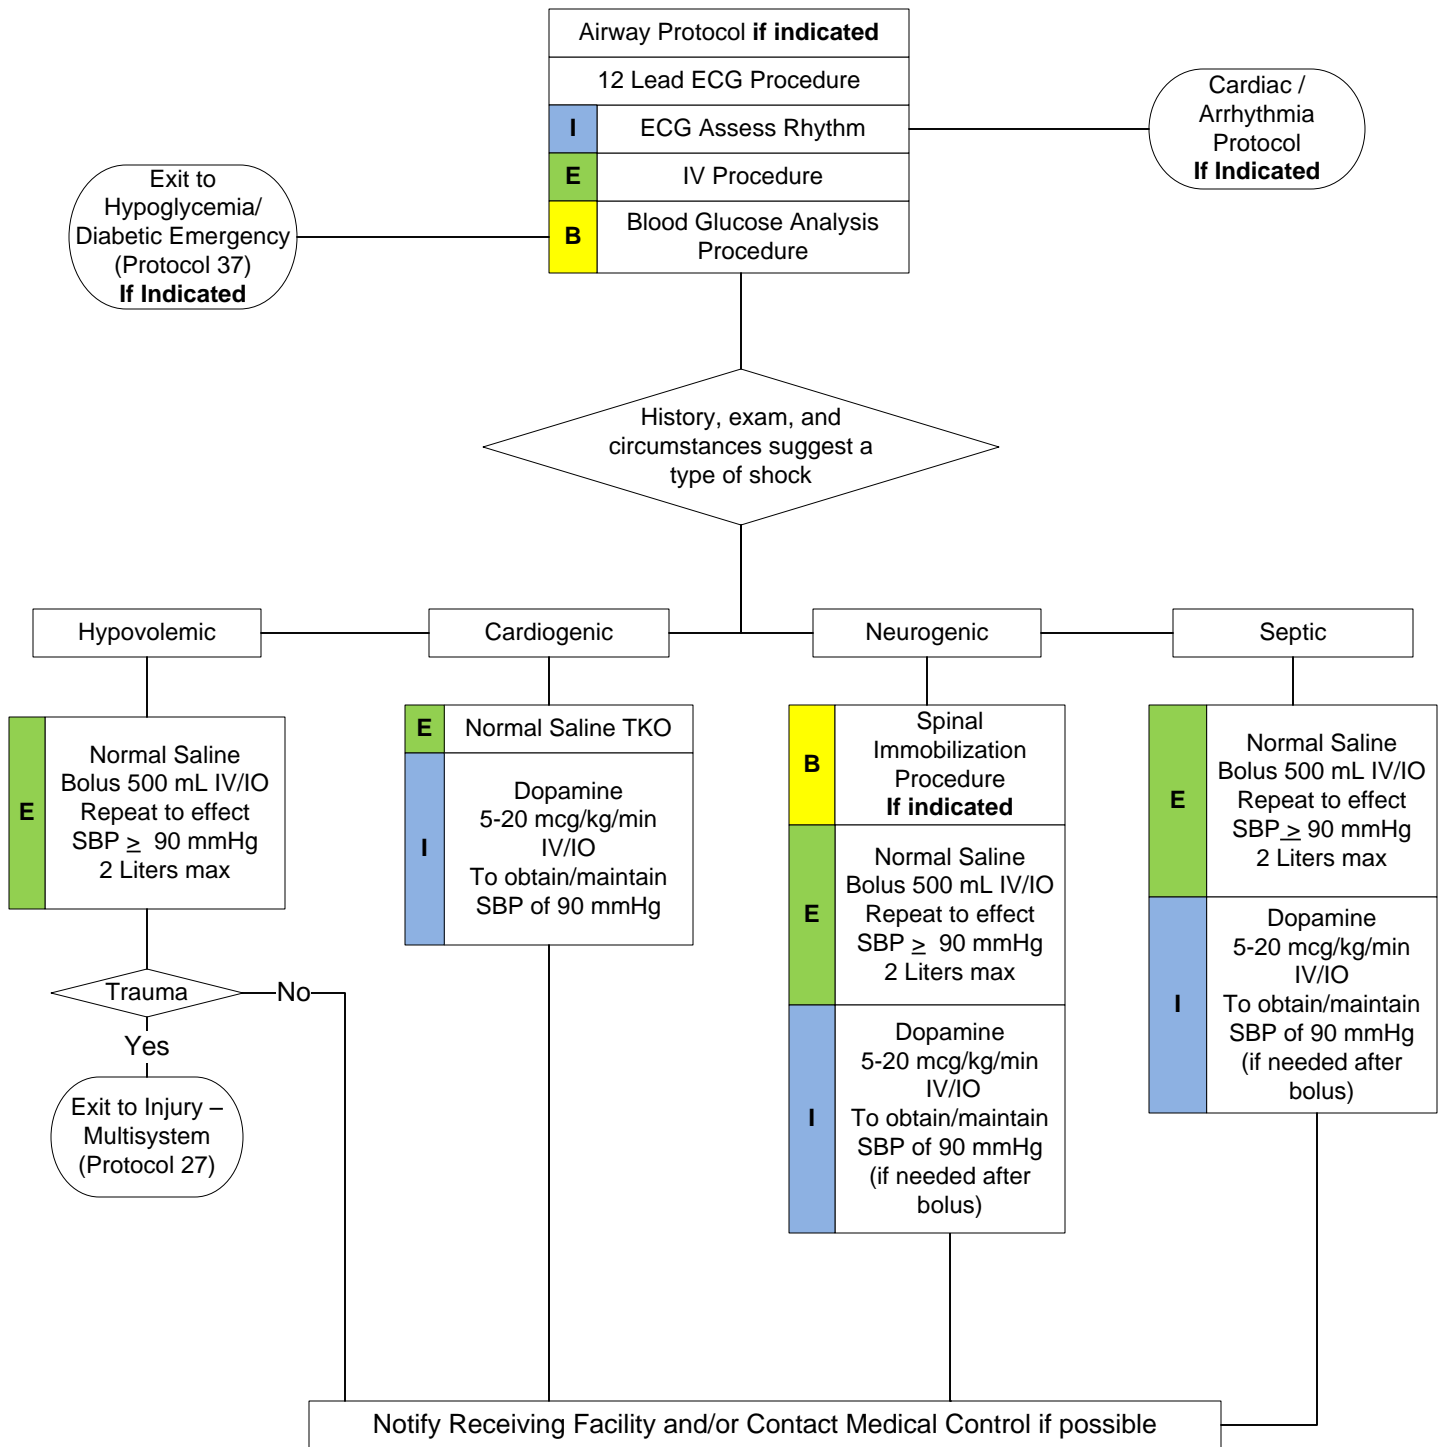 Airway Protocol if indicated
12 Lead ECG Procedure
I
ECG Assess Rhythm
E
IV Procedure
B
Blood Glucose Analysis
Procedure
Cardiac /
Arrhythmia
Protocol
If Indicated
Exit to
Hypoglycemia/
Diabetic Emergency
(Protocol 37)
If Indicated
History, exam, and
circumstances suggest a
type of shock
Hypovolemic
Cardiogenic
Neurogenic
Septic
E
Normal Saline
Bolus 500 mL IV/IO
Repeat to effect
SBP ≥ 90 mmHg
2 Liters max
Trauma
No
Yes
Exit to Injury –
Multisystem
(Protocol 27)
E
Normal Saline TKO
I
Dopamine
5-20 mcg/kg/min
IV/IO
To obtain/maintain
SBP of 90 mmHg
B
Spinal
Immobilization
Procedure
If indicated
E
Normal Saline
Bolus 500 mL IV/IO
Repeat to effect
SBP ≥ 90 mmHg
2 Liters max
I
Dopamine
5-20 mcg/kg/min
IV/IO
To obtain/maintain
SBP of 90 mmHg
(if needed after
bolus)
E
Normal Saline
Bolus 500 mL IV/IO
Repeat to effect
SBP ≥ 90 mmHg
2 Liters max
I
Dopamine
5-20 mcg/kg/min
IV/IO
To obtain/maintain
SBP of 90 mmHg
(if needed after
bolus)
Notify Receiving Facility and/or Contact Medical Control if possible